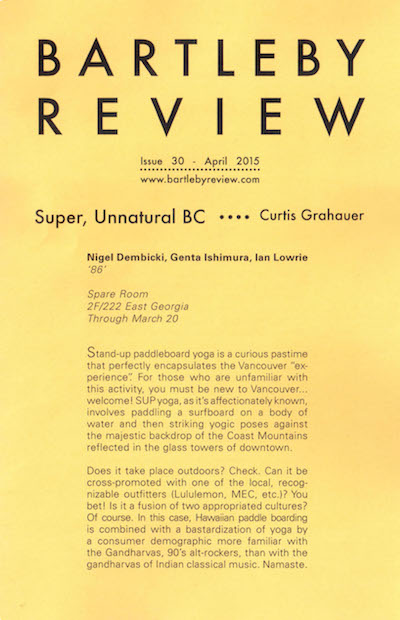 BARTLEBY
REVIEW
Issue 30 - April 2015
www.bartlebyreview.com
Super, Unnatural BC •••• Curtis Grahauer
Nigel Dembicki, Genta Ishimura, Ian Lowrie
‘86’
Spare Room
2F/222 East Georgia
Through March 20
Stand-up paddleboard yoga is a curious pastime
that perfectly encapsulates the Vancouver "ex-
perience". For those who are unfamiliar with
this activity, you must be new to Vancouver...
welcome! SUP yoga, as it's affectionately known,
involves paddling a surfboard on a body of
water and then striking yogic poses against
the majestic backdrop of the Coast Mountains
reflected in the glass towers of downtown.
Does it take place outdoors? Check. Can it be
cross-promoted with one of the local, recog-
nizable outfitters (Lululemon, MEC, etc.)? You
bet! Is it a fusion of two appropriated cultures?
Of course. In this case, Hawaiian paddle boarding
is combined with a bastardization of yoga by
a consumer demographic more familiar with
the Gandharvas, 90's alt-rockers, than with the
gandharvas of Indian classical music. Namaste.